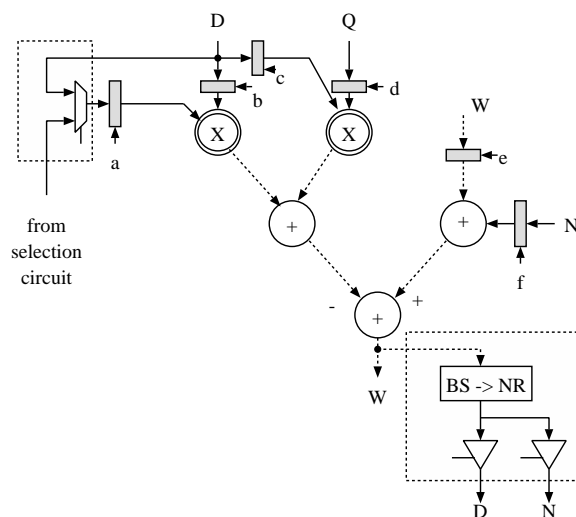 D
Q
c
b
d
W
X
X
a
e
from
selection
circuit
+
+
N
f
-
+
+
W
BS -> NR
D
N